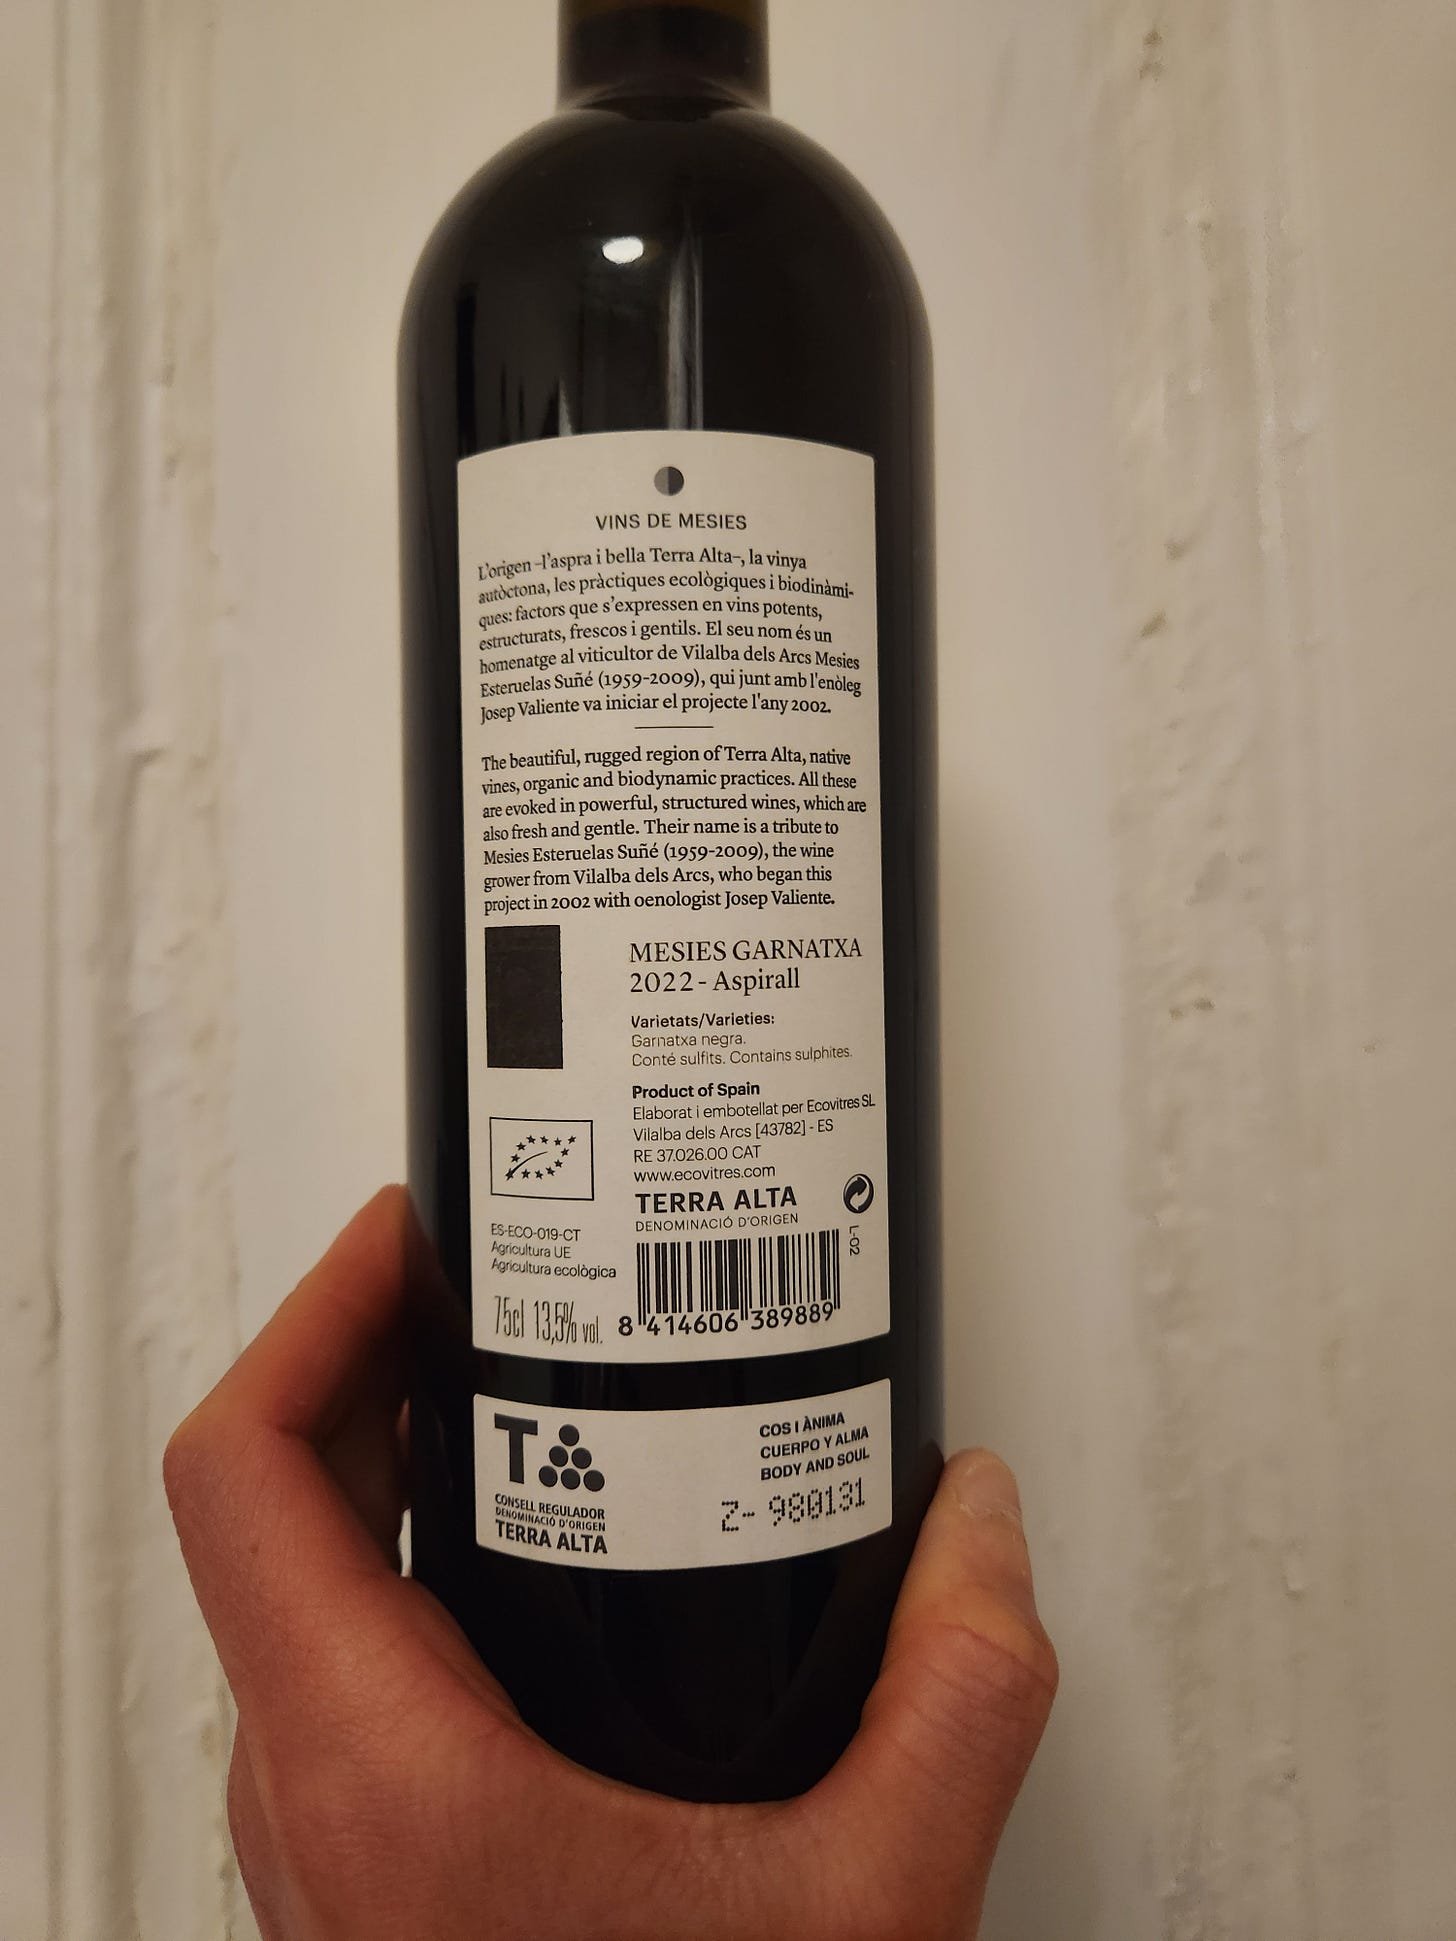 VINS DE MESIES
L'origen –l'aspra i bella Terra Alta–, la vinya
autòctona, les pràctiques ecològiques i biodinàmi-
ques: factors que s'expressen en vins potents,
estructurats, frescos i gentils. El seu nom és un
homenatge al viticultor de Vilalba dels Arcs Mesies
Esteruelas Suñé (1959-2009), qui junt amb l'enòleg
Josep Valiente va iniciar el projecte l'any 2002.
The beautiful, rugged region of Terra Alta, native
vines, organic and biodynamic practices. All these
are evoked in powerful, structured wines, which are
also fresh and gentle. Their name is a tribute to
Mesies Esteruelas Suñé (1959-2009), the wine
grower from Vilalba dels Arcs, who began this
project in 2002 with oenologist Josep Valiente.
MESIES GARNATXA
2022 - Aspirall
Varietats/Varieties:
Garnatxa negra.
Conté sulfits. Contains sulphites.
Product of Spain
Elaborat i embotellat per Ecovitres SL
Vilalba dels Arcs [43782] - ES
RE 37.026.00 CAT
www.ecovitres.com
TERRA ALTA
DENOMINACIÓ D'ORIGEN
L-02
ES-ECO-019-CT
Agricultura UE
Agricultura ecològica
75cl 13,5% vol.
8 414606 389889
TA
CONSELL REGULADOR
DENOMINACIÓ D'ORIGEN
TERRA ALTA
COS I ÀNIMA
CUERPO Y ALMA
BODY AND SOUL
Z- 980131